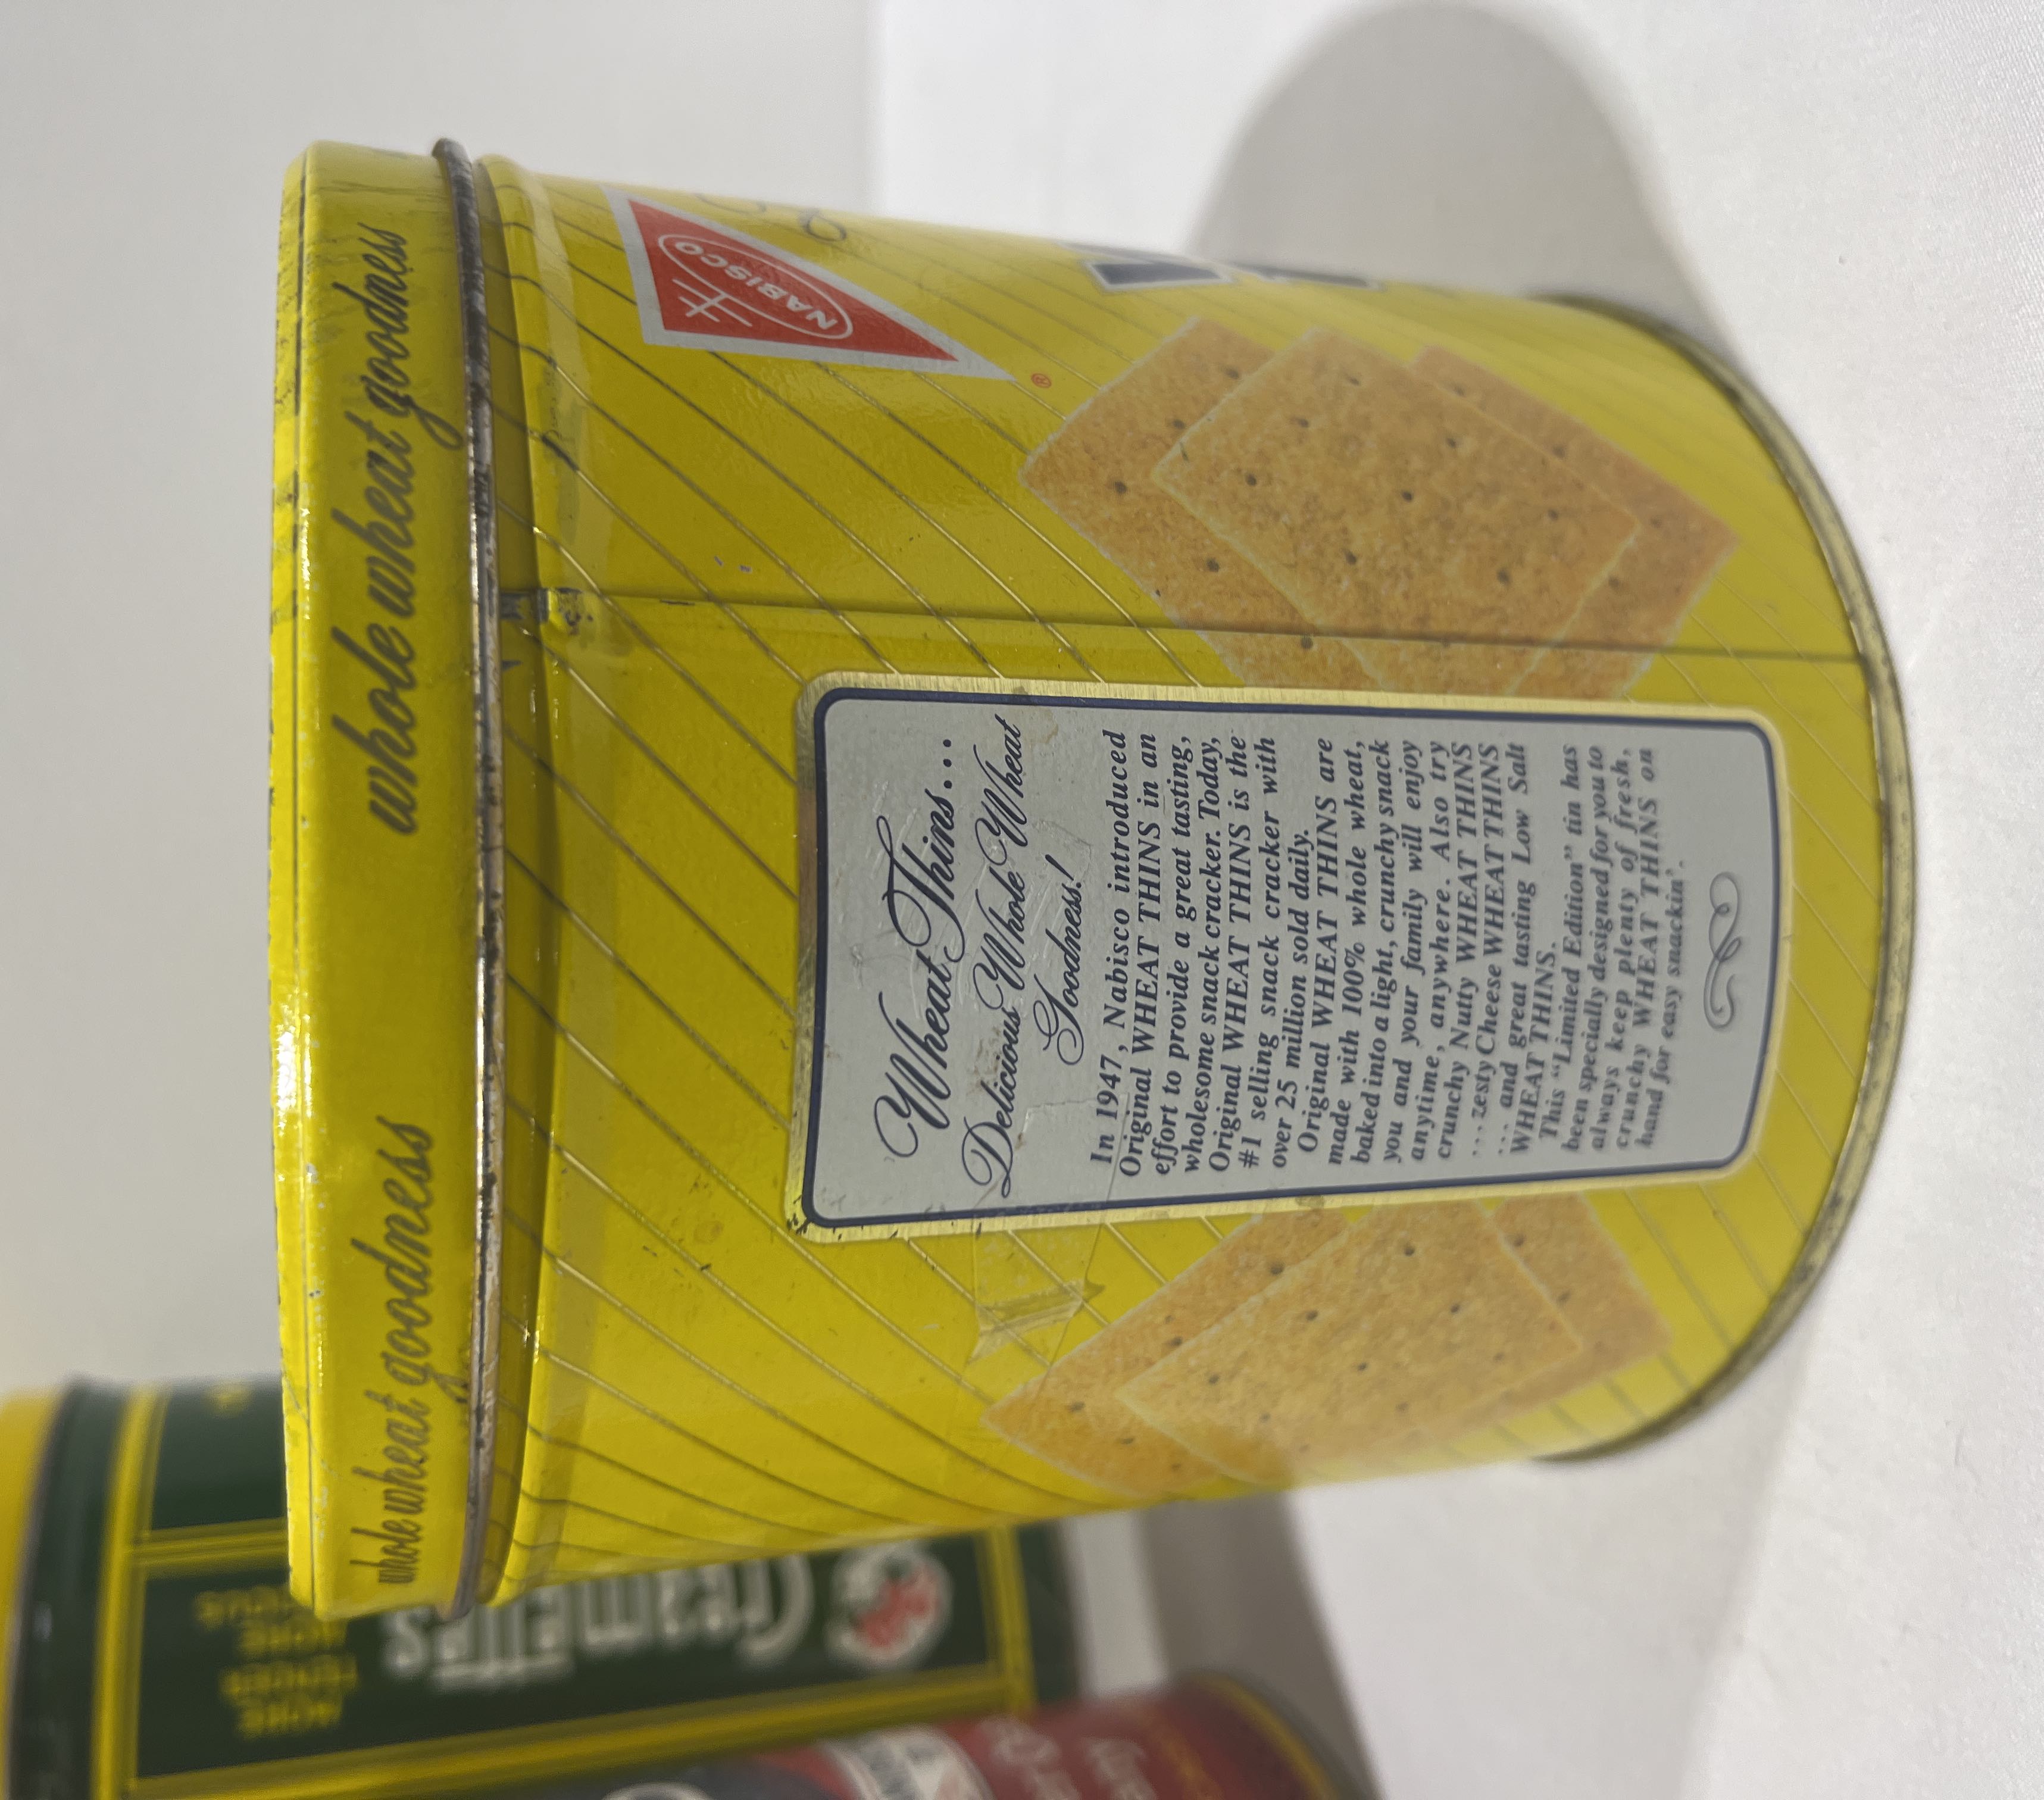 whole wheat goodness
whole wheat goodness
NABISCO
®
Wheat Thins...
Delicious Whole Wheat
Goodness!
In 1947, Nabisco introduced
Original WHEAT THINS in an
effort to provide a great tasting,
wholesome snack cracker. Today,
Original WHEAT THINS is the
#1 selling snack cracker with
over 25 million sold daily.
Original WHEAT THINS are
made with 100% whole wheat,
baked into a light, crunchy snack
you and your family will enjoy
anytime, anywhere. Also try
crunchy Nutty WHEAT THINS
...zesty Cheese WHEAT THINS
... and great tasting Low Salt
WHEAT THINS.
This "Limited Edition" tin has
been specially designed for you to
always keep plenty of fresh,
crunchy WHEAT THINS on
hand for easy snackin'.
MORE
TENDER
MORE
Creamettes